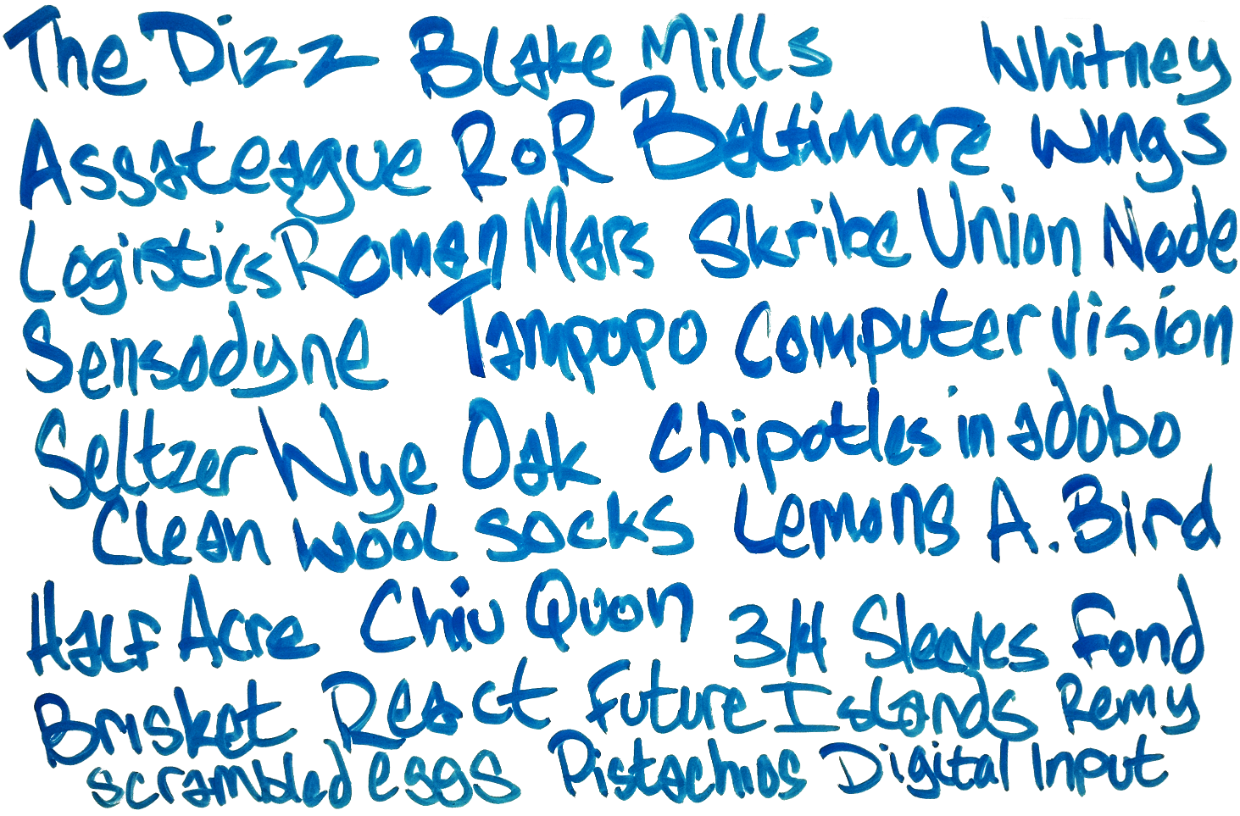 The Dizz Blake Mills Whitney
Assateague RoR Baltimore Wings
Logistics Roman Mars Skribe Union Node
Sensodyne Tampopo Computer Vision
Seltzer Nye Oak Chipotles in adobo
Clean wool socks Lemons A. Bird
Half Acre Chiu Quon 3/4 Sleeves Fond
Brisket React Future Islands Remy
scrambled eggs Pistachios Digital Input